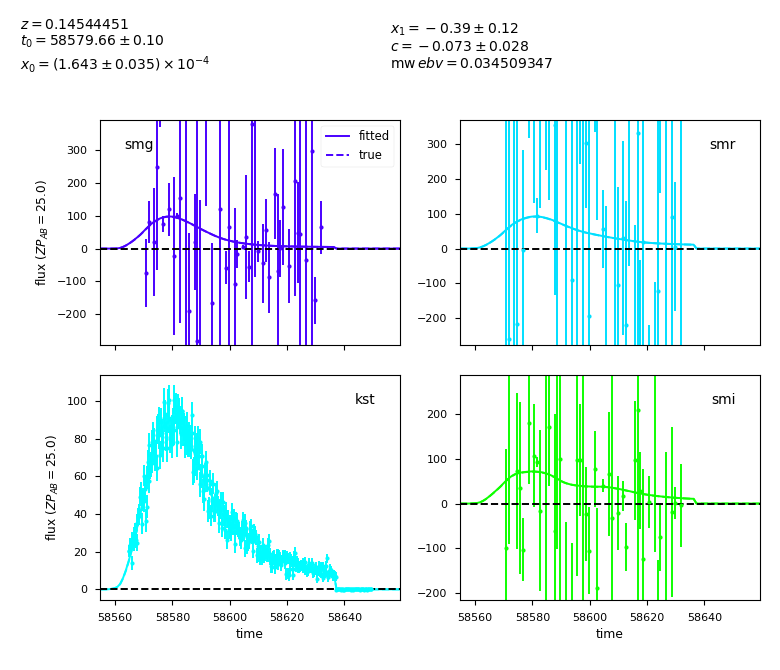 z = 0.14544451
t₀ = 58579.66 ± 0.10
x₀ = (1.643 ± 0.035) × 10⁻⁴
x₁ = −0.39 ± 0.12
c = −0.073 ± 0.028
mw ebv = 0.034509347
smg
fitted
true
300
200
100
0
−100
−200
flux (ZP_AB = 25.0)
smr
300
200
100
0
−100
−200
kst
100
80
60
40
20
0
flux (ZP_AB = 25.0)
58560 58580 58600 58620 58640
time
smi
200
100
0
−100
−200
58560 58580 58600 58620 58640
time